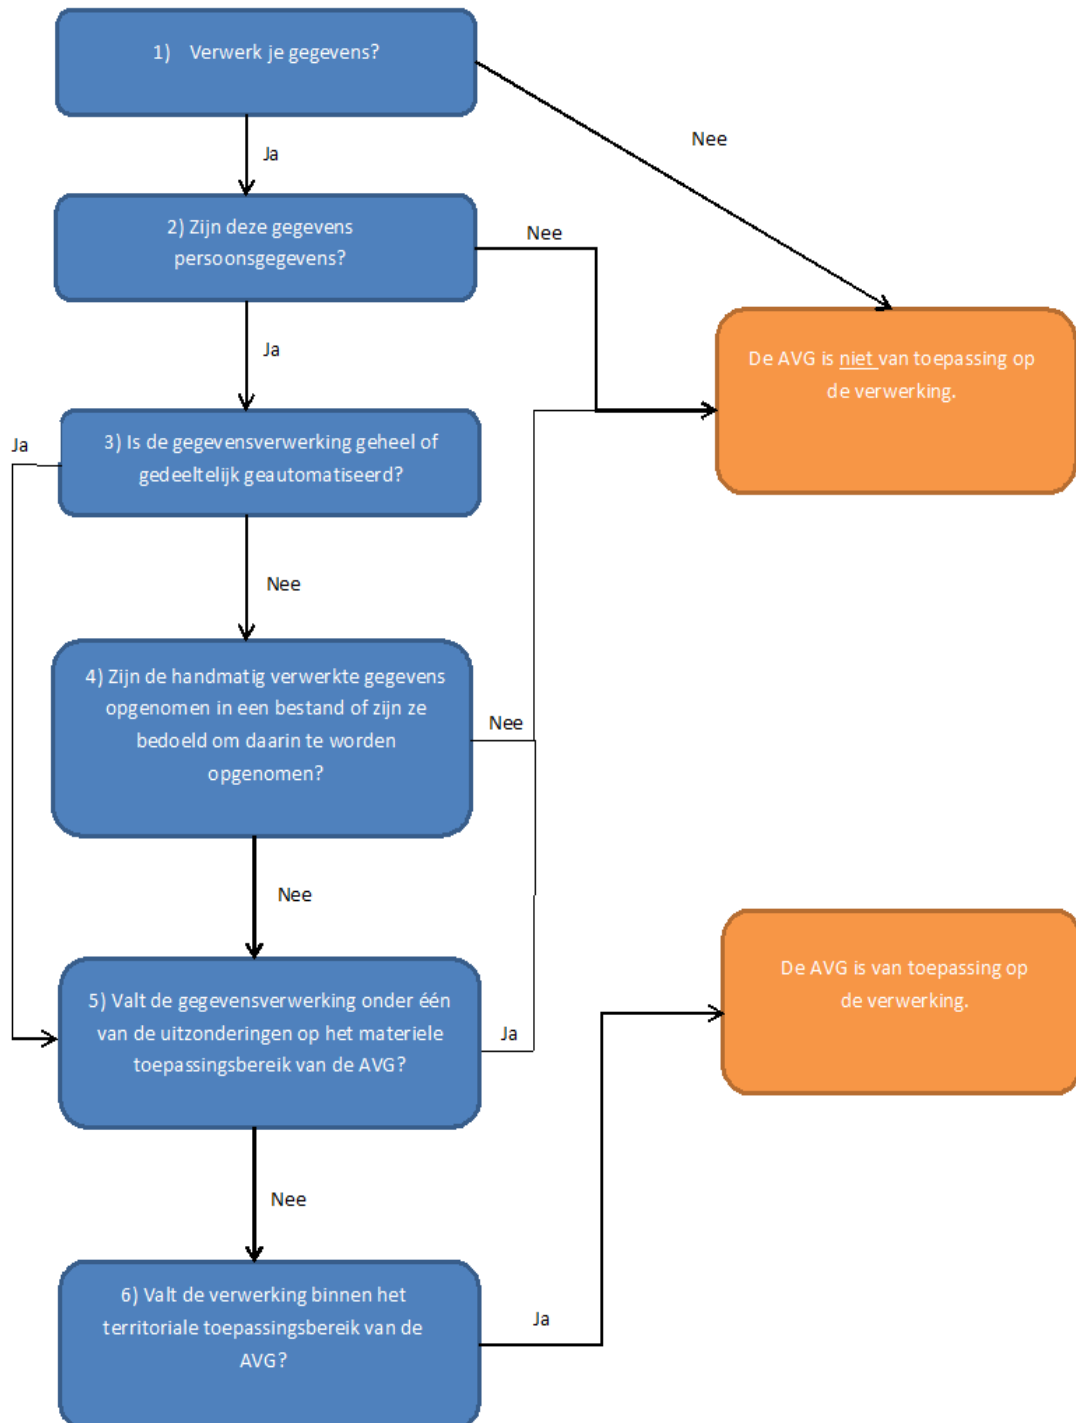 1) Verwerk je gegevens?
Nee
Ja
2) Zijn deze gegevens
persoonsgegevens?
Nee
Ja
De AVG is niet van toepassing op
de verwerking.
Ja
3) Is de gegevensverwerking geheel of
gedeeltelijk geautomatiseerd?
Nee
4) Zijn de handmatig verwerkte gegevens
opgenomen in een bestand of zijn ze
bedoeld om daarin te worden
opgenomen?
Nee
Nee
5) Valt de gegevensverwerking onder één
van de uitzonderingen op het materiele
toepassingsbereik van de AVG?
Ja
De AVG is van toepassing op
de verwerking.
Nee
6) Valt de verwerking binnen het
territoriale toepassingsbereik van de
AVG?
Ja